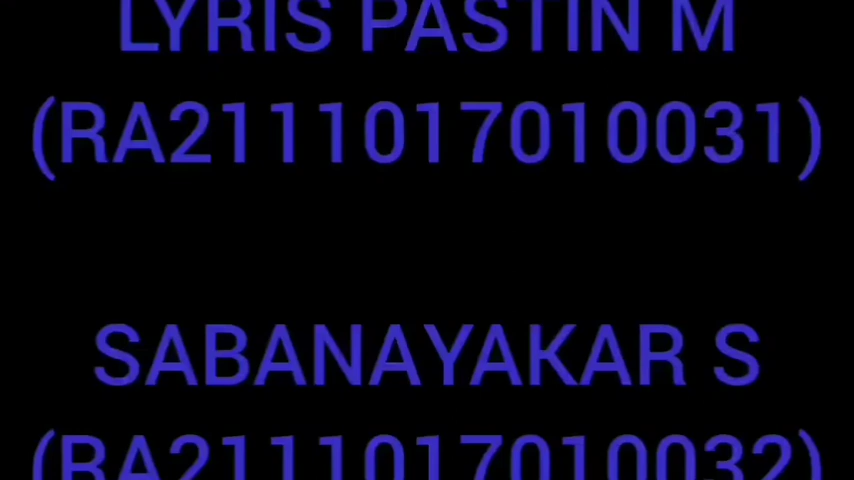 LYRIS PASTIN M
(RA2111017010031)
SABANAYAKAR S
(RA2111017010032)